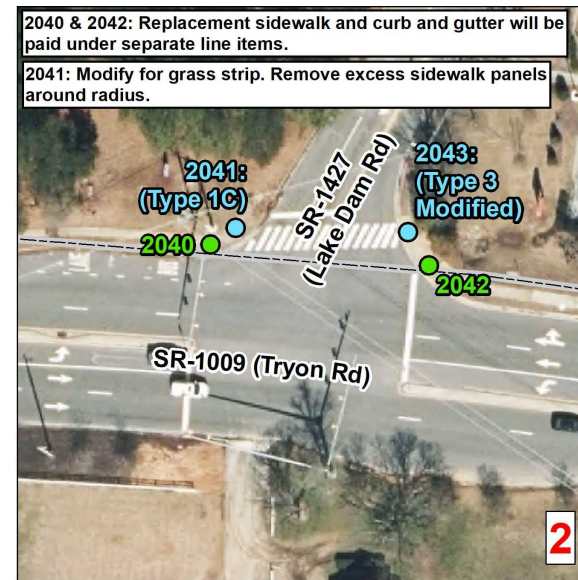 2040 & 2042: Replacement sidewalk and curb and gutter will be
paid under separate line items.
2041: Modify for grass strip. Remove excess sidewalk panels
around radius.
2041:
(Type 1C)
SR-1427
(Lake Dam Rd)
2043:
(Type 3
Modified)
2040
2042
SR-1009 (Tryon Rd)
2